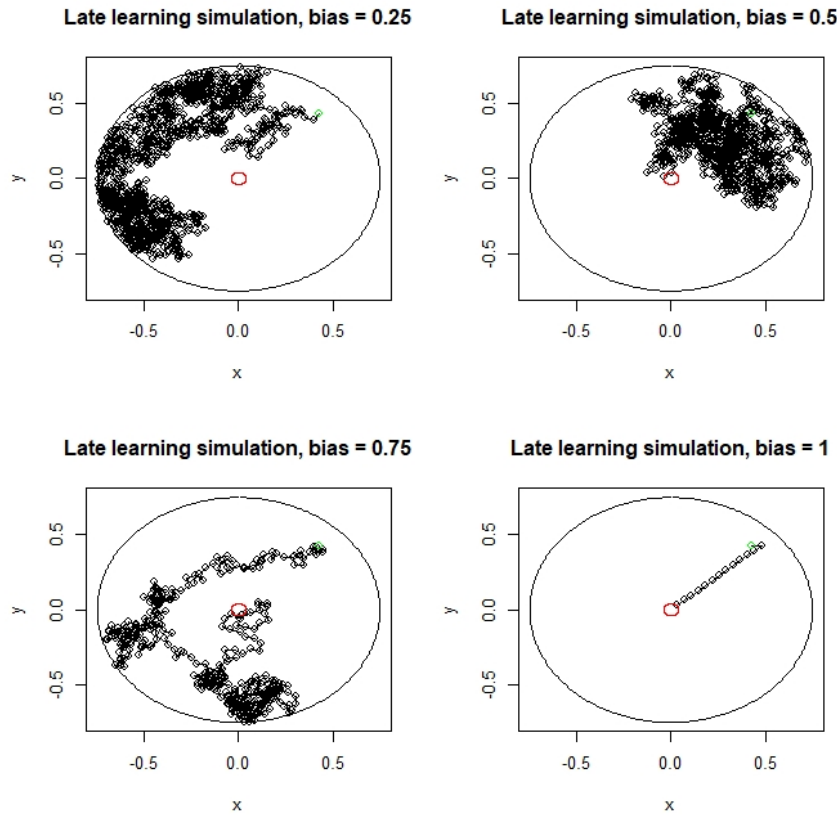 Late learning simulation, bias = 0.25
y
0.5
0.0
-0.5
-0.5 0.0 0.5
x
Late learning simulation, bias = 0.5
y
0.5
0.0
-0.5
-0.5 0.0 0.5
x
Late learning simulation, bias = 0.75
y
0.5
0.0
-0.5
-0.5 0.0 0.5
x
Late learning simulation, bias = 1
y
0.5
0.0
-0.5
-0.5 0.0 0.5
x